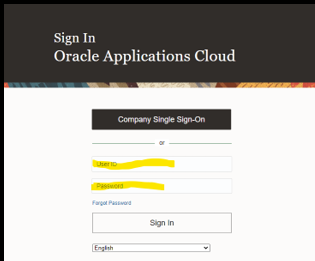 Sign In
Oracle Applications Cloud
Company Single Sign-On
or
User ID
Password
Forgot Password
Sign In
English